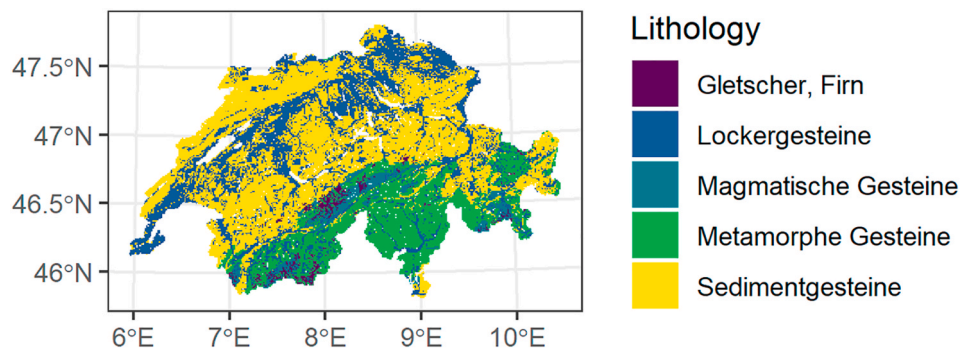 Lithology
47.5°N
47°N
46.5°N
46°N
6°E 7°E 8°E 9°E 10°E
Gletscher, Firn
Lockergesteine
Magmatische Gesteine
Metamorphe Gesteine
Sedimentgesteine